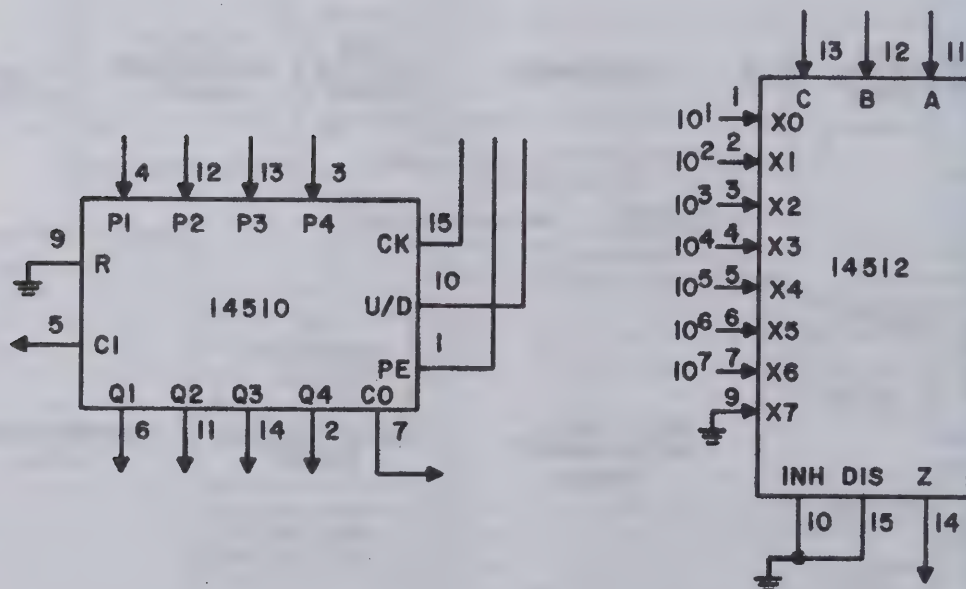 4 12 13 3
P1 P2 P3 P4
9 R
15 CK
14510
10 U/D
5 CI
1 PE
Q1 Q2 Q3 Q4 CO
6 11 14 2 7
13 12 11
C B A
10¹ 1 X0
10² 2 X1
10³ 3 X2
10⁴ 4 X3
14512
10⁵ 5 X4
10⁶ 6 X5
10⁷ 7 X6
9 X7
INH DIS Z
10 15 14